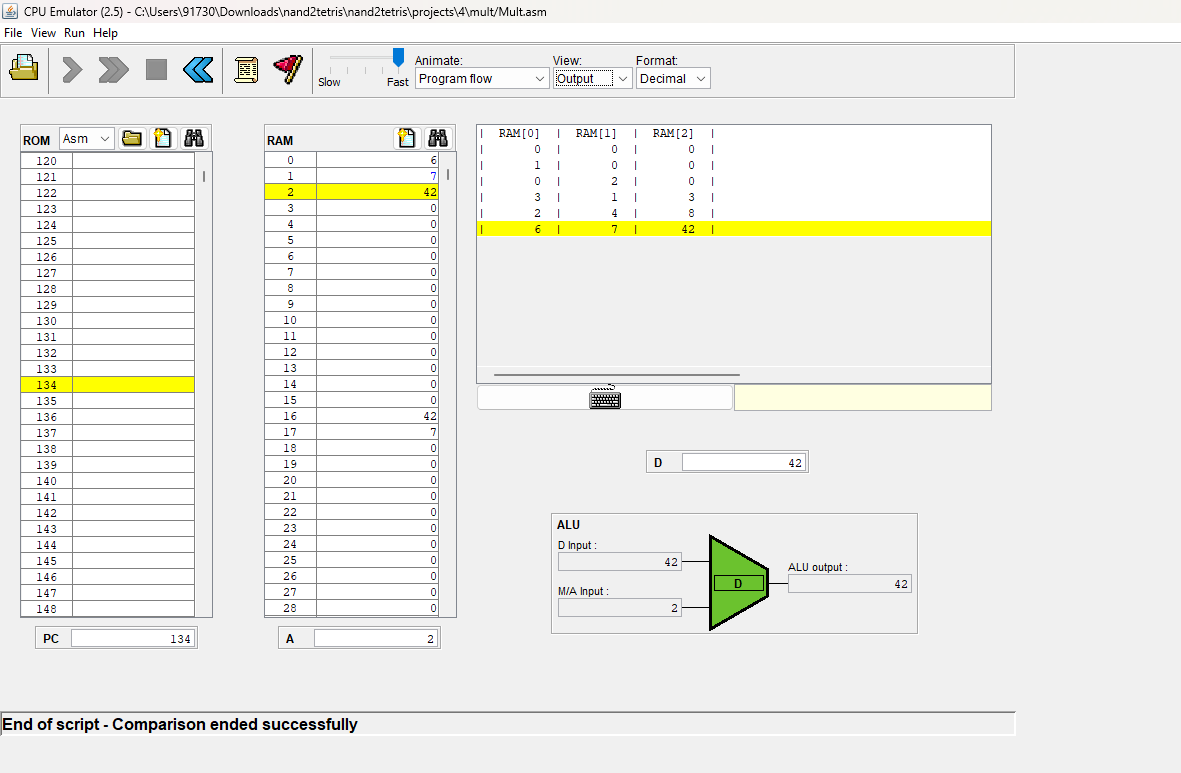 CPU Emulator (2.5) - C:\Users\91730\Downloads\nand2tetris\nand2tetris\projects\4\mult/Mult.asm
File View Run Help
Slow Fast
Animate:
Program flow
View:
Output
Format:
Decimal
ROM Asm
120
121
122
123
124
125
126
127
128
129
130
131
132
133
134
135
136
137
138
139
140
141
142
143
144
145
146
147
148
PC 134
RAM
0 6
1 7
2 42
3 0
4 0
5 0
6 0
7 0
8 0
9 0
10 0
11 0
12 0
13 0
14 0
15 0
16 42
17 7
18 0
19 0
20 0
21 0
22 0
23 0
24 0
25 0
26 0
27 0
28 0
A 2
| RAM[0] | RAM[1] | RAM[2] |
| 0 | 0 | 0 |
| 1 | 0 | 0 |
| 0 | 2 | 0 |
| 3 | 1 | 3 |
| 2 | 4 | 8 |
| 6 | 7 | 42 |
D 42
ALU
D Input :
42
M/A Input :
2
D
ALU output :
42
End of script - Comparison ended successfully